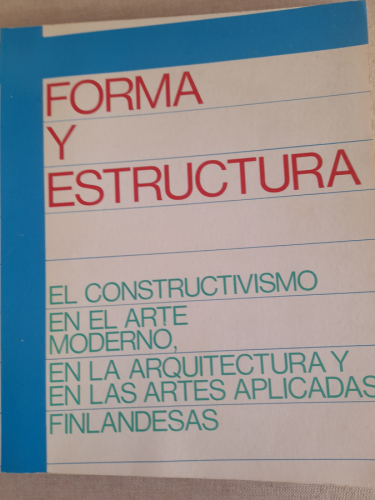 FORMA
Y
ESTRUCTURA
EL CONSTRUCTIVISMO
EN EL ARTE
MODERNO,
EN LA ARQUITECTURA Y
EN LAS ARTES APLICADAS
FINLANDESAS